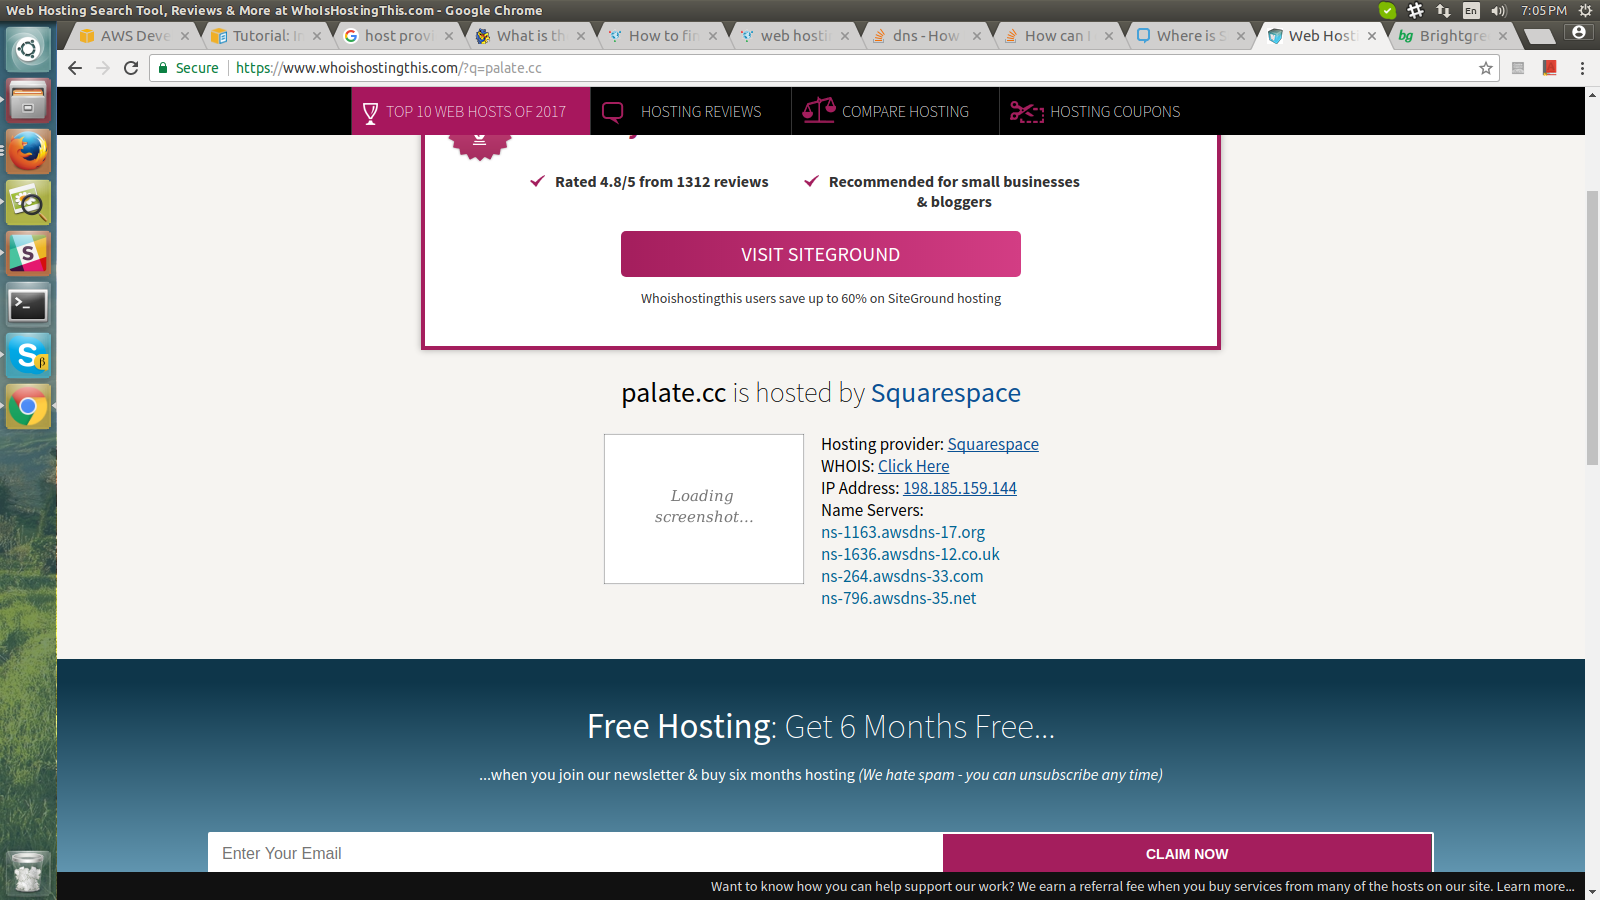 Web Hosting Search Tool, Reviews & More at WhoIsHostingThis.com - Google Chrome
En
7:05 PM
AWS Deve
Tutorial: I
host provi
What is th
How to fi
web hosti
dns - How
How can
Where is S
Web Host
bg Brightgre
Secure
https://www.whoishostingthis.com/?q=palate.cc
TOP 10 WEB HOSTS OF 2017
HOSTING REVIEWS
COMPARE HOSTING
HOSTING COUPONS
Rated 4.8/5 from 1312 reviews
Recommended for small businesses
& bloggers
VISIT SITEGROUND
Whoishostingthis users save up to 60% on SiteGround hosting
palate.cc is hosted by Squarespace
Loading
screenshot...
Hosting provider: Squarespace
WHOIS: Click Here
IP Address: 198.185.159.144
Name Servers:
ns-1163.awsdns-17.org
ns-1636.awsdns-12.co.uk
ns-264.awsdns-33.com
ns-796.awsdns-35.net
Free Hosting: Get 6 Months Free...
...when you join our newsletter & buy six months hosting (We hate spam - you can unsubscribe any time)
Enter Your Email
CLAIM NOW
Want to know how you can help support our work? We earn a referral fee when you buy services from many of the hosts on our site. Learn more...